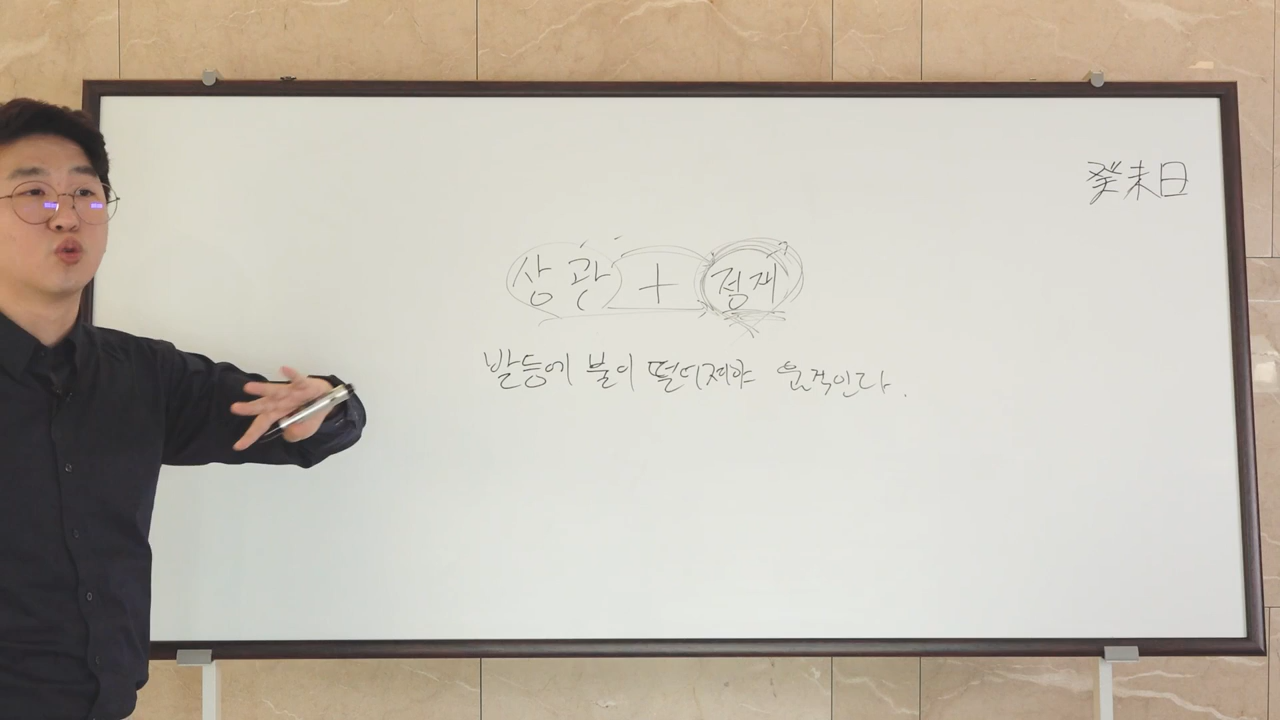 癸未日
상관 + 정재
발등에 불이 떨어져야 움직인다.